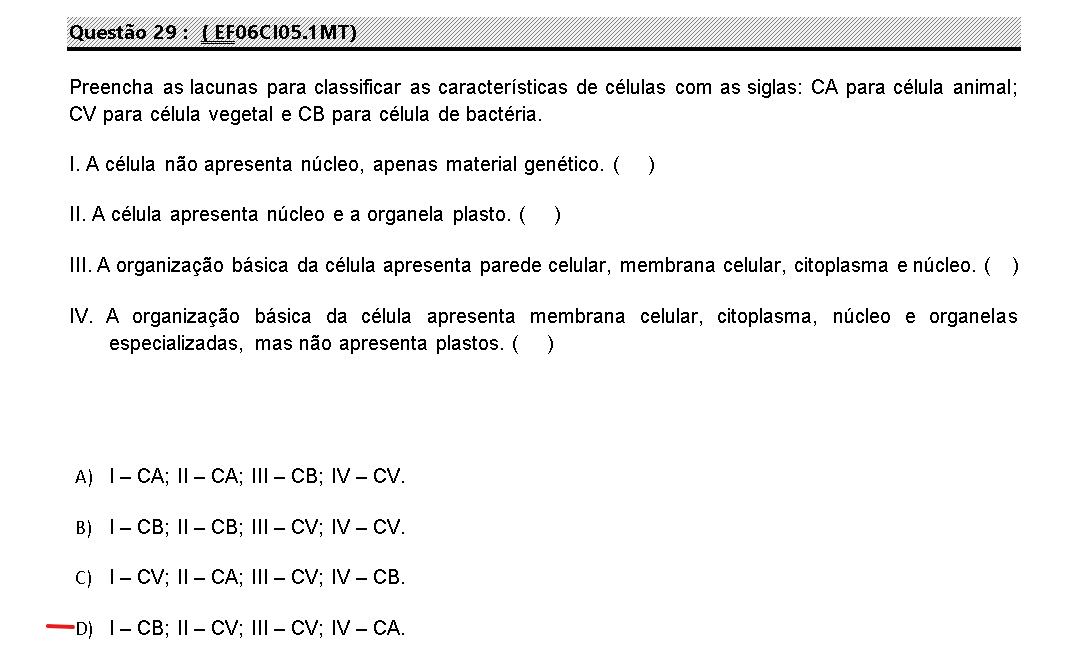 Questão 29 : ( EF06CI05.1MT)
Preencha as lacunas para classificar as características de células com as siglas: CA para célula animal;
CV para célula vegetal e CB para célula de bactéria.
I. A célula não apresenta núcleo, apenas material genético. ( )
II. A célula apresenta núcleo e a organela plasto. ( )
III. A organização básica da célula apresenta parede celular, membrana celular, citoplasma e núcleo. ( )
IV. A organização básica da célula apresenta membrana celular, citoplasma, núcleo e organelas
especializadas, mas não apresenta plastos. ( )
A) I – CA; II – CA; III – CB; IV – CV.
B) I – CB; II – CB; III – CV; IV – CV.
C) I – CV; II – CA; III – CV; IV – CB.
D) I – CB; II – CV; III – CV; IV – CA.